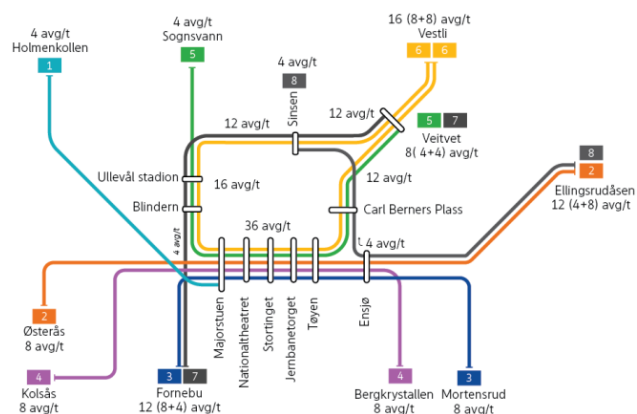 4 avg/t
Holmenkollen
1
4 avg/t
Sognsvann
5
4 avg/t
8
Sinsen
16 (8+8) avg/t
Vestli
6 6
12 avg/t
12 avg/t
5 7
Veitvet
8( 4+4) avg/t
8
2
Ellingsrudåsen
12 (4+8) avg/t
Ullevål stadion
16 avg/t
12 avg/t
Blindern
Carl Berners Plass
36 avg/t
4 avg/t
4 avg/t
Majorstuen
Nationaltheatret
Stortinget
Jernbanetorget
Tøyen
Ensjø
2
Østerås
8 avg/t
4
Kolsås
8 avg/t
3 7
Fornebu
12 (8+4) avg/t
4
Bergkrystallen
8 avg/t
3
Mortensrud
8 avg/t